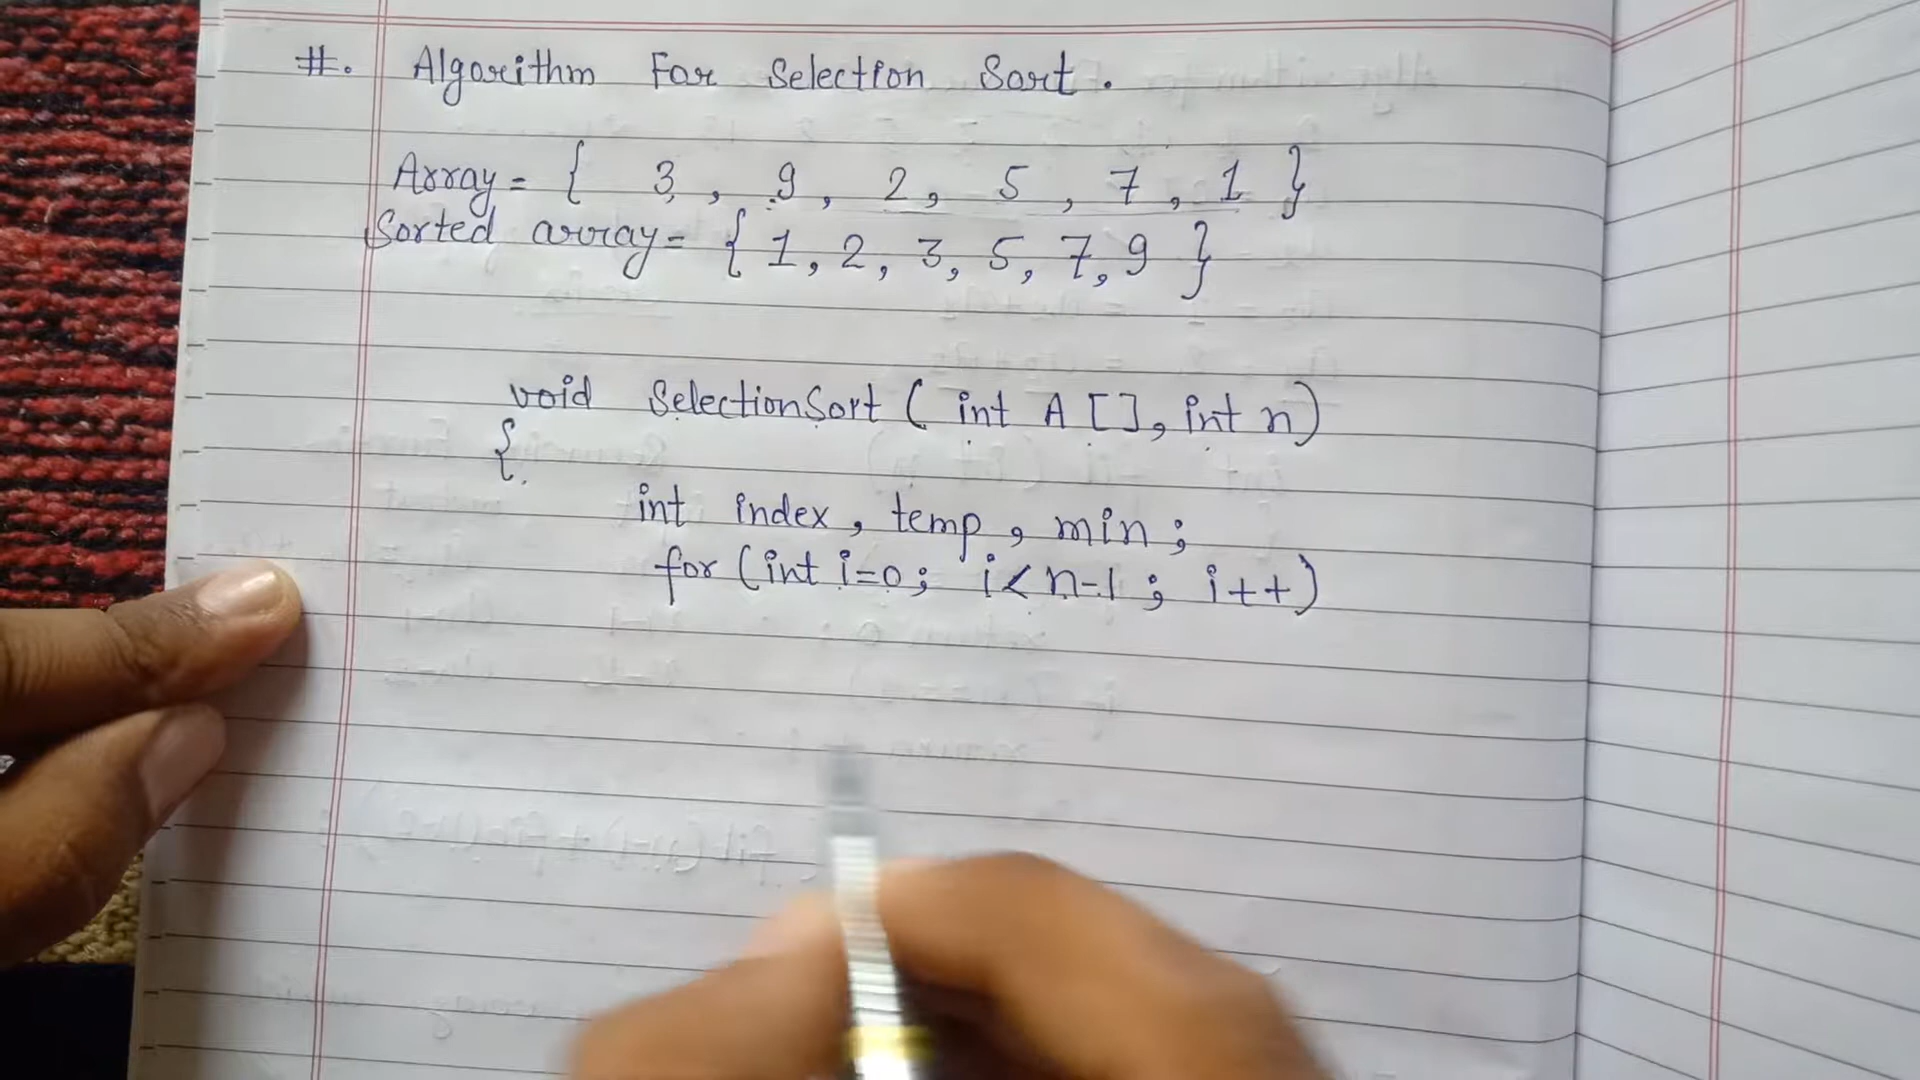 #. Algorithm For Selection Sort.
Array = { 3, 9, 2, 5, 7, 1 }
Sorted array = { 1, 2, 3, 5, 7, 9 }
void SelectionSort ( int A [], int n)
{
int index, temp, min;
for (int i=0; i< n-1; i++)